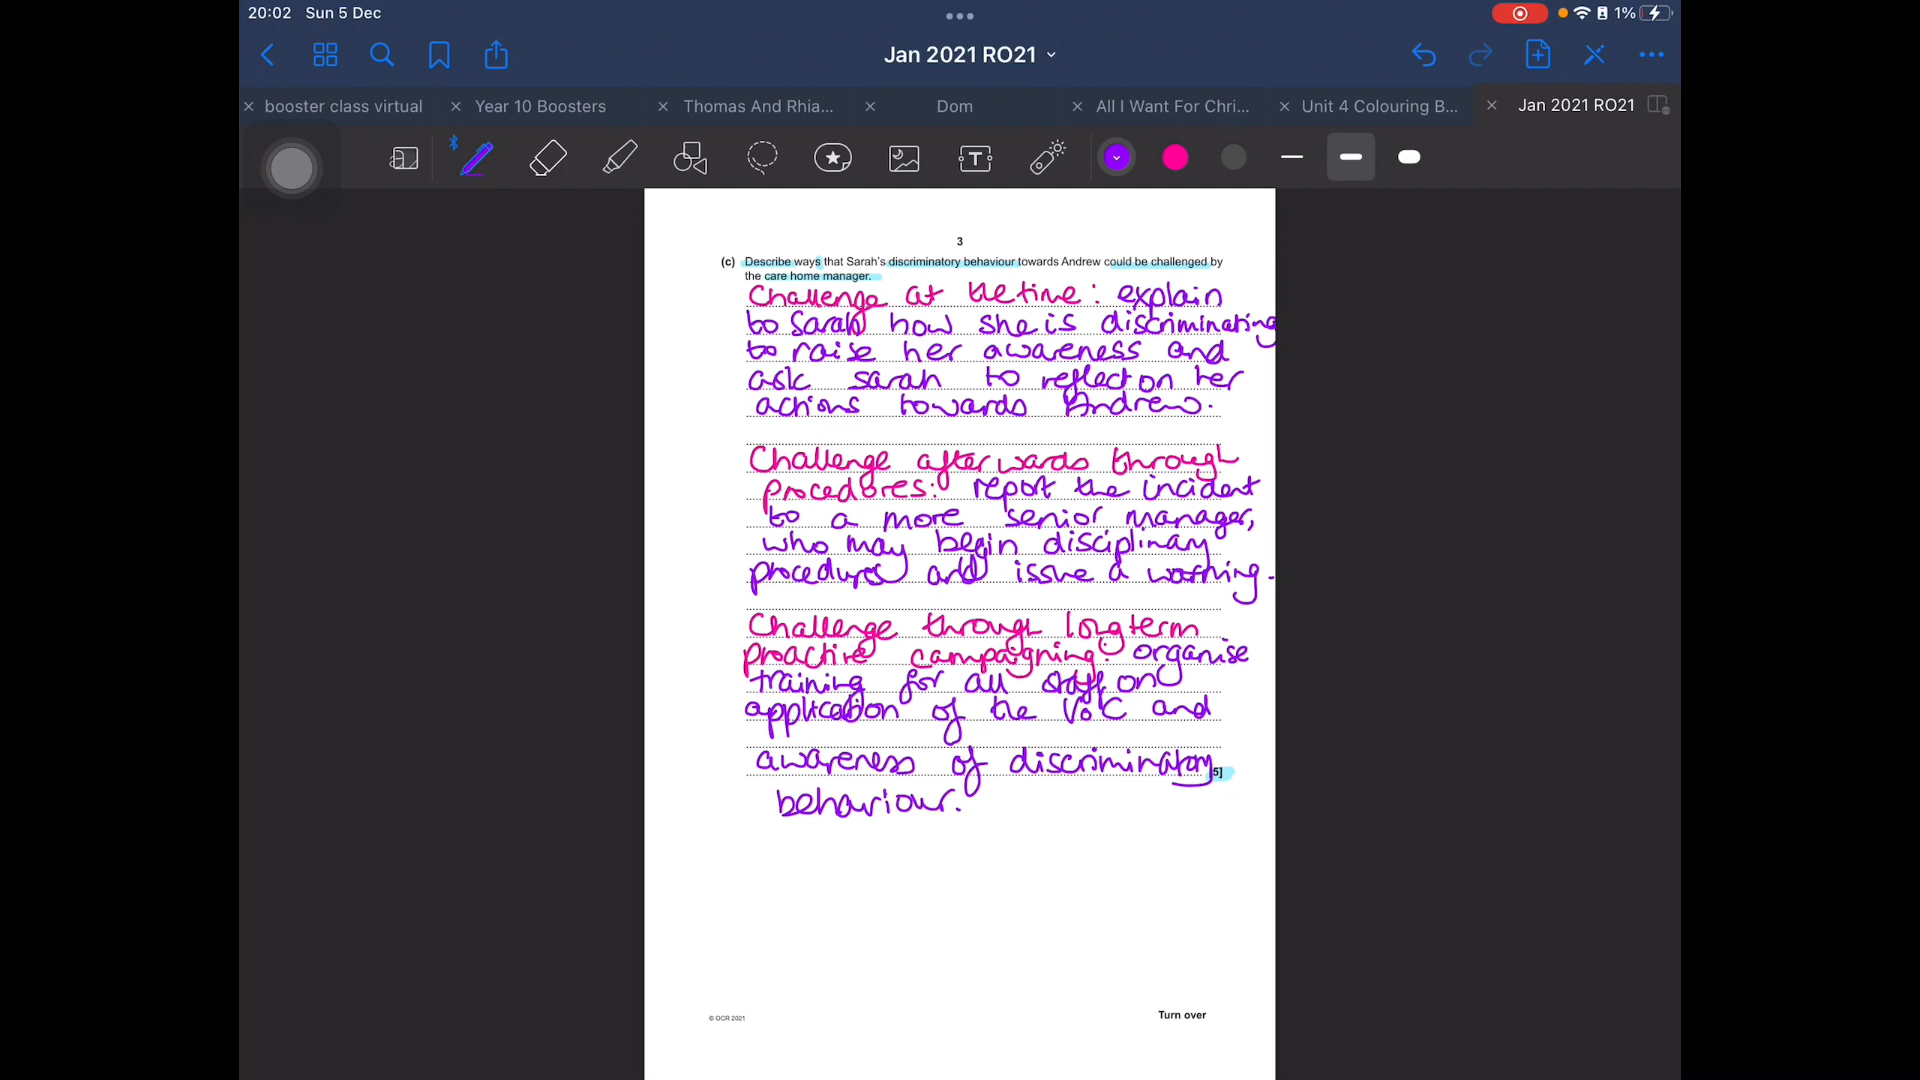 20:02 Sun 5 Dec
1%
Jan 2021 RO21
booster class virtual
Year 10 Boosters
Thomas And Rhia...
Dom
All I Want For Chri...
Unit 4 Colouring B...
Jan 2021 RO21
3
(c) Describe ways that Sarah's discriminatory behaviour towards Andrew could be challenged by
the care home manager.
Challenge at the time: explain
to Sarah how she is discriminating
to raise her awareness and
ask sarah to reflect on her
actions towards Andrew.
Challenge afterwards through
procedures: report the incident
to a more senior manager,
who may begin disciplinary
procedures and issue a warning.
Challenge through long term
proactive campaigning: organise
training for all staff on
application of the VoC and
awareness of discriminatory
[5]
behaviour.
© OCR 2021
Turn over